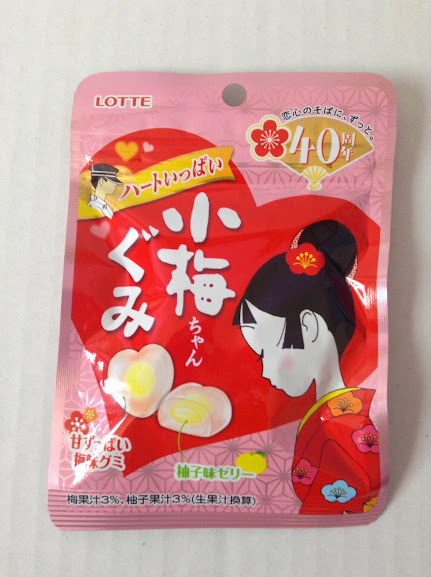 LOTTE
恋心のそばに、ずっと。
40周年
ハートいっぱい
小梅
ちゃん
ぐみ
甘ずっぱい
梅味グミ
柚子味ゼリー
梅果汁3%、柚子果汁3%(生果汁換算)